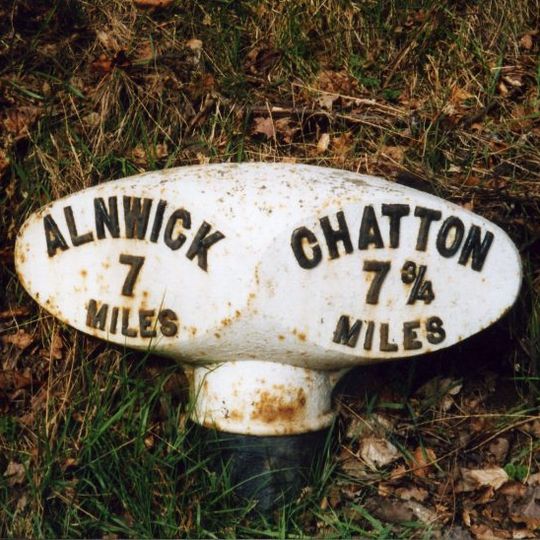 ALNWICK
7
MILES
CHATTON
7 3/4
MILES